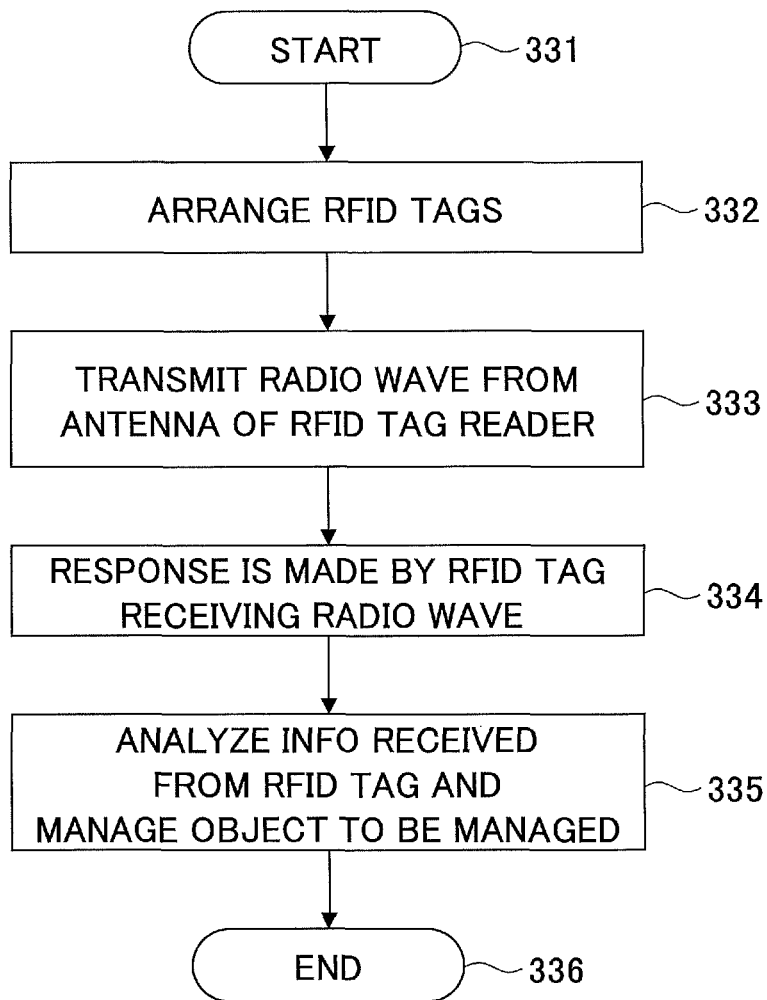 START
331
ARRANGE RFID TAGS
332
TRANSMIT RADIO WAVE FROM
ANTENNA OF RFID TAG READER
333
RESPONSE IS MADE BY RFID TAG
RECEIVING RADIO WAVE
334
ANALYZE INFO RECEIVED
FROM RFID TAG AND
MANAGE OBJECT TO BE MANAGED
335
END
336